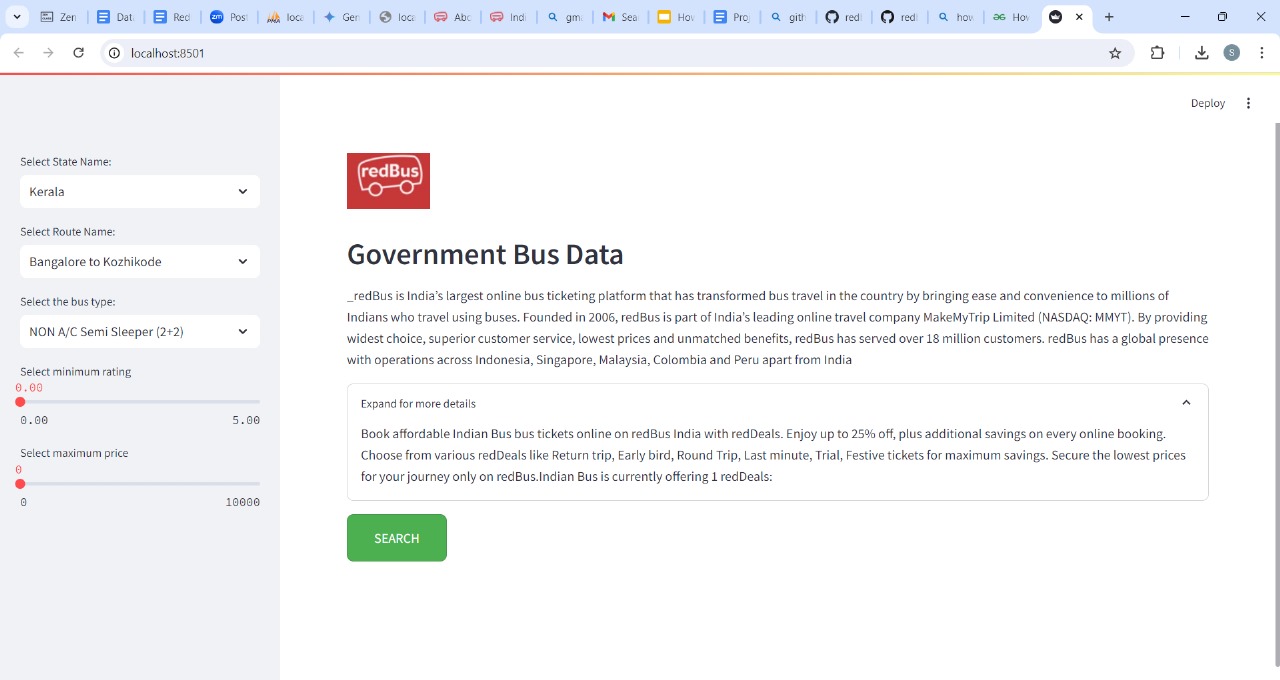 Zen
Dat
Ren
Post
loca
Gen
loca
Abc
Indi
gma
Sea
Hov
Proj
gith
red
red
how
Hov
localhost:8501
S
Deploy
Select State Name:
Kerala
Select Route Name:
Bangalore to Kozhikode
Select the bus type:
NON A/C Semi Sleeper (2+2)
Select minimum rating
0.00
0.00 5.00
Select maximum price
0
0 10000
redBus
Government Bus Data
_redBus is India’s largest online bus ticketing platform that has transformed bus travel in the country by bringing ease and convenience to millions of
Indians who travel using buses. Founded in 2006, redBus is part of India’s leading online travel company MakeMyTrip Limited (NASDAQ: MMYT). By providing
widest choice, superior customer service, lowest prices and unmatched benefits, redBus has served over 18 million customers. redBus has a global presence
with operations across Indonesia, Singapore, Malaysia, Colombia and Peru apart from India
Expand for more details
Book affordable Indian Bus bus tickets online on redBus India with redDeals. Enjoy up to 25% off, plus additional savings on every online booking.
Choose from various redDeals like Return trip, Early bird, Round Trip, Last minute, Trial, Festive tickets for maximum savings. Secure the lowest prices
for your journey only on redBus.Indian Bus is currently offering 1 redDeals:
SEARCH